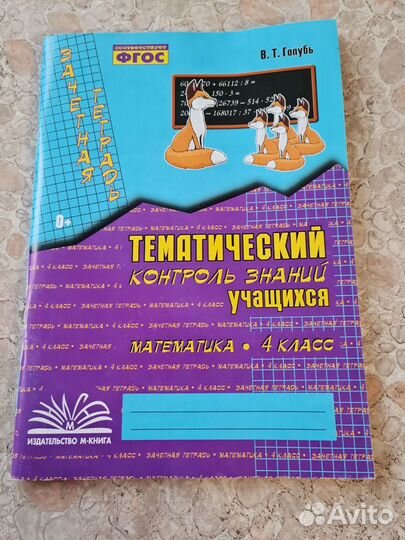 соответствует
ФГОС
В. Т. Голубь
ЗАЧЕТНАЯ
ТЕТРАДЬ
0+
ТЕМАТИЧЕСКИЙ
КОНТРОЛЬ ЗНАНИЙ
УЧАЩИХСЯ
МАТЕМАТИКА • 4 КЛАСС
М
ИЗДАТЕЛЬСТВО М-КНИГА
Avito